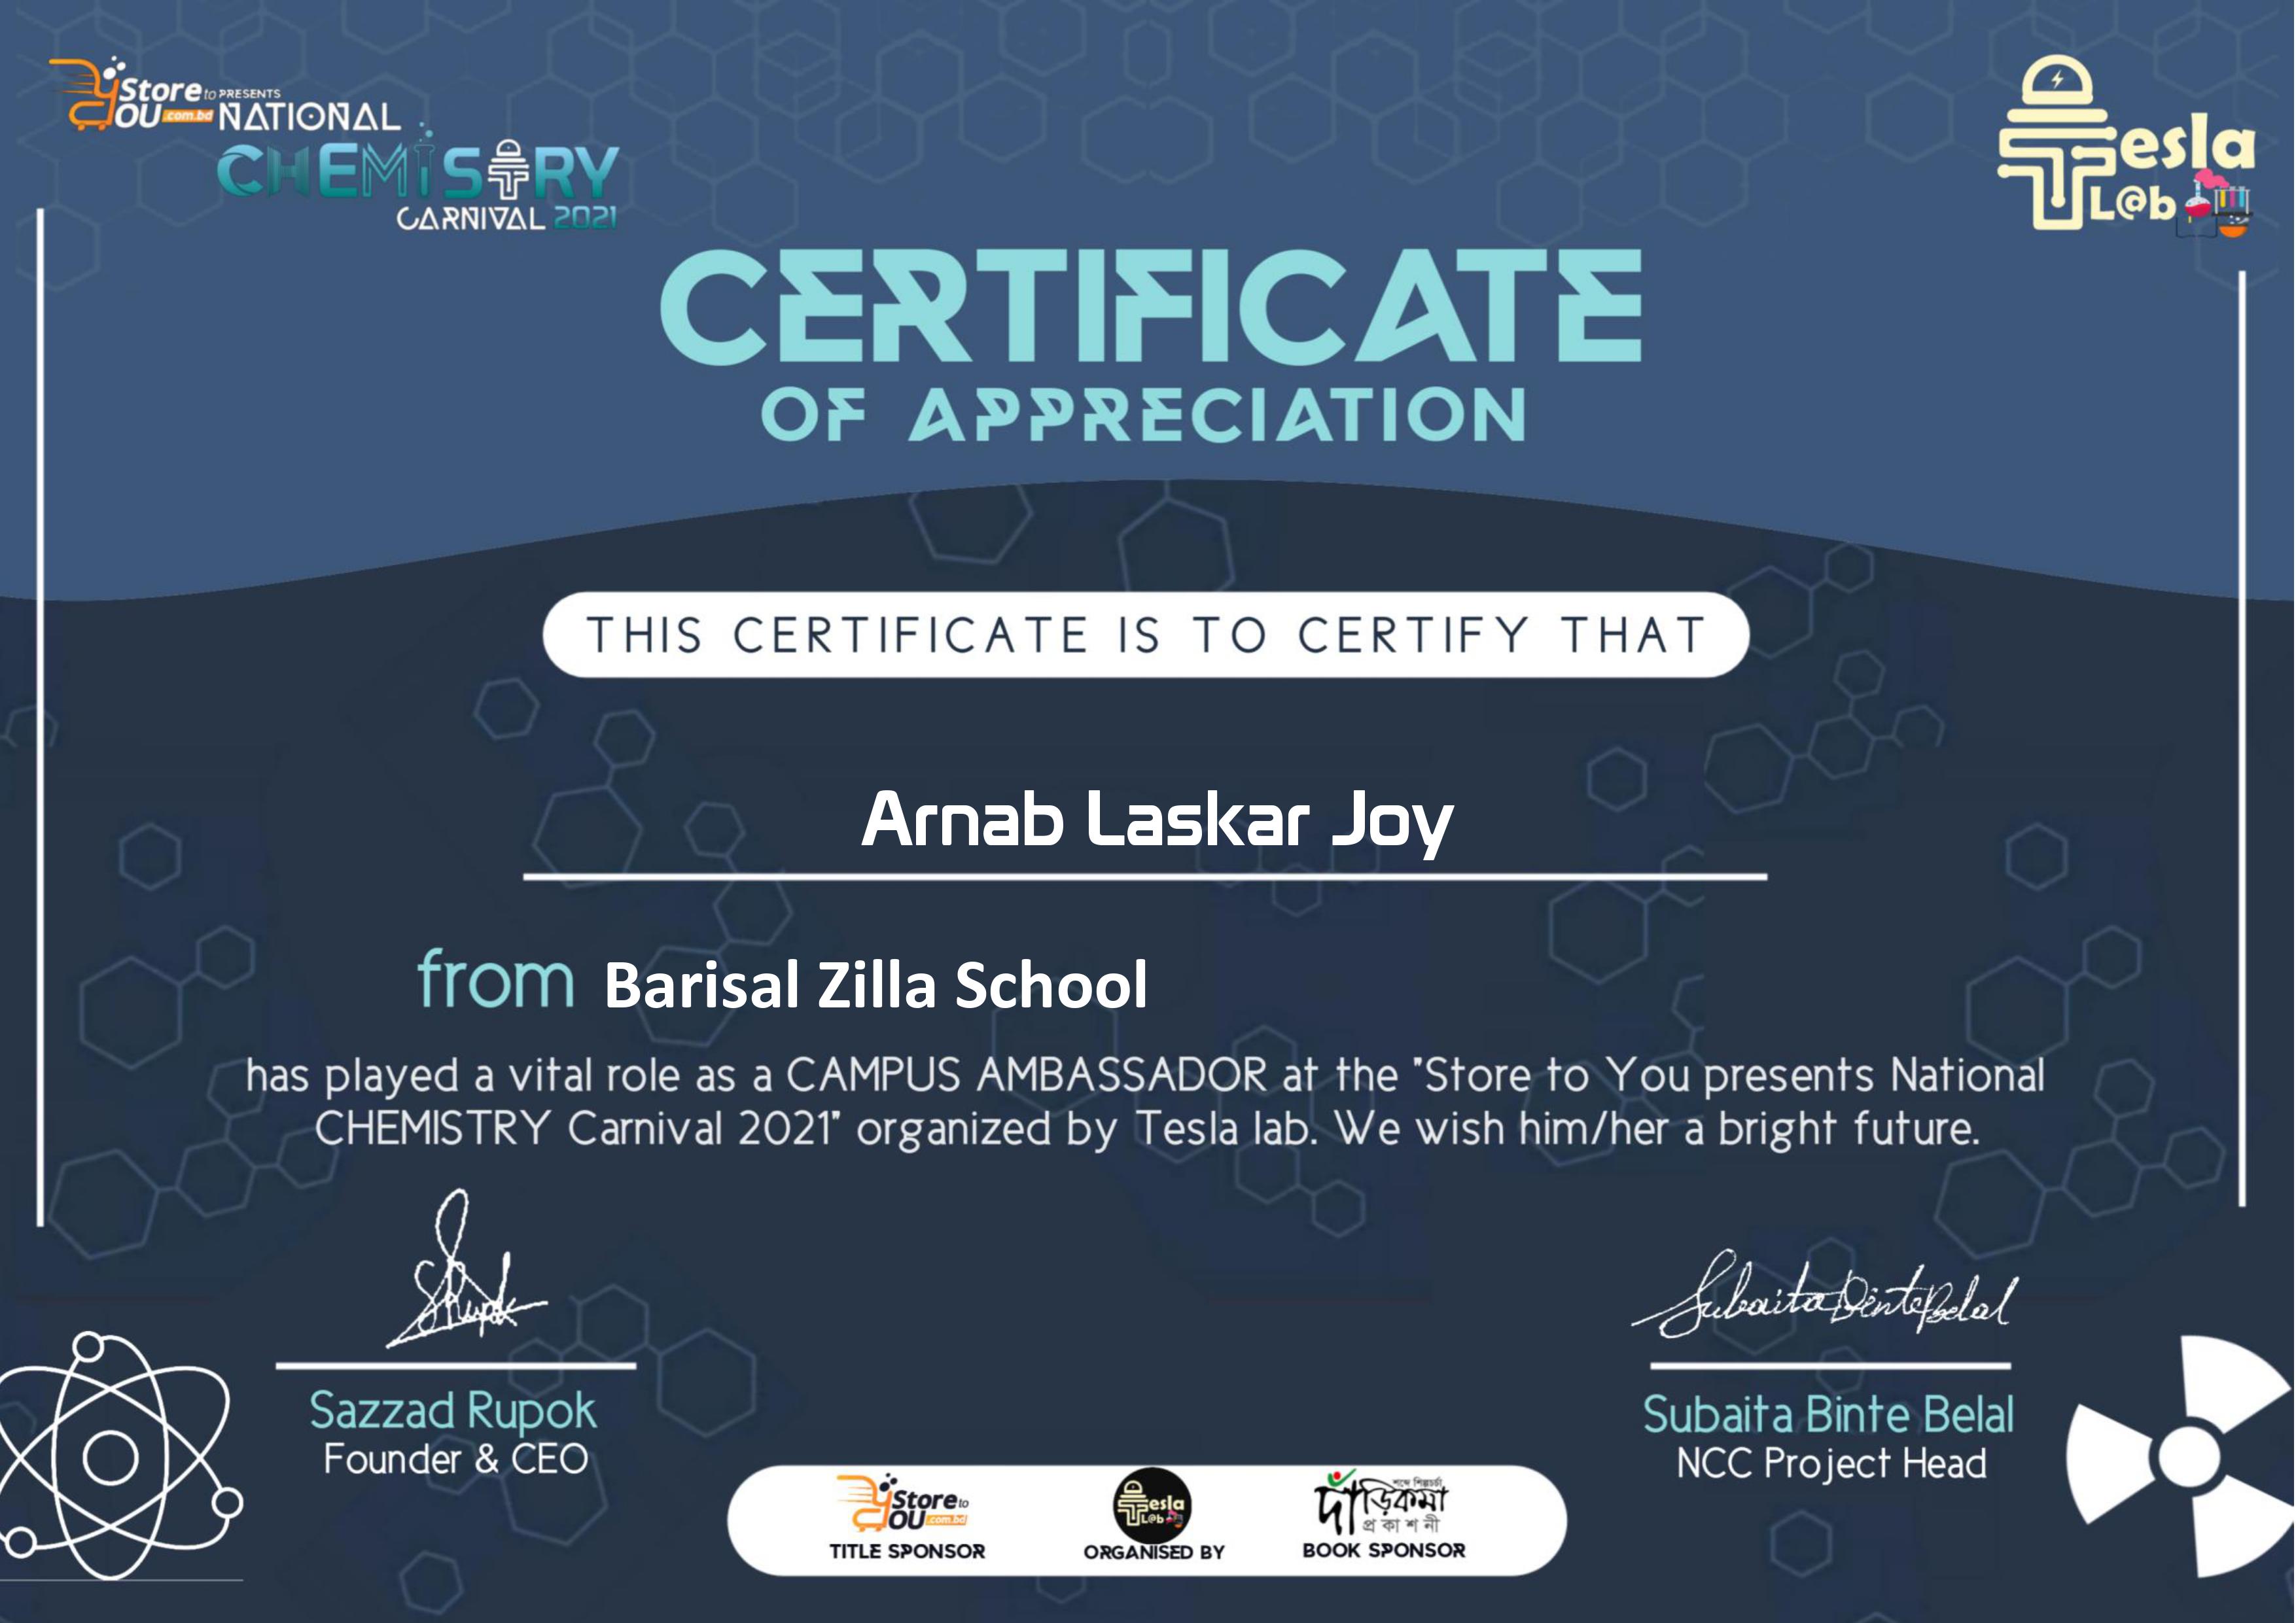 Store to
YOU.com.bd
PRESENTS
NATIONAL
CHEMISTRY
CARNIVAL 2021
Tesla
L@b
CERTIFICATE
OF APPRECIATION
THIS CERTIFICATE IS TO CERTIFY THAT
Arnab Laskar Joy
from Barisal Zilla School
has played a vital role as a CAMPUS AMBASSADOR at the "Store to You presents National
CHEMISTRY Carnival 2021" organized by Tesla lab. We wish him/her a bright future.
Subaita Binte Belal
Sazzad Rupok
Founder & CEO
Subaita Binte Belal
NCC Project Head
Store to
YOU.com.bd
TITLE SPONSOR
Tesla
L@b
ORGANISED BY
শব্দে শিল্পচর্চা
দাঁড়িকমা
প্রকাশনী
BOOK SPONSOR